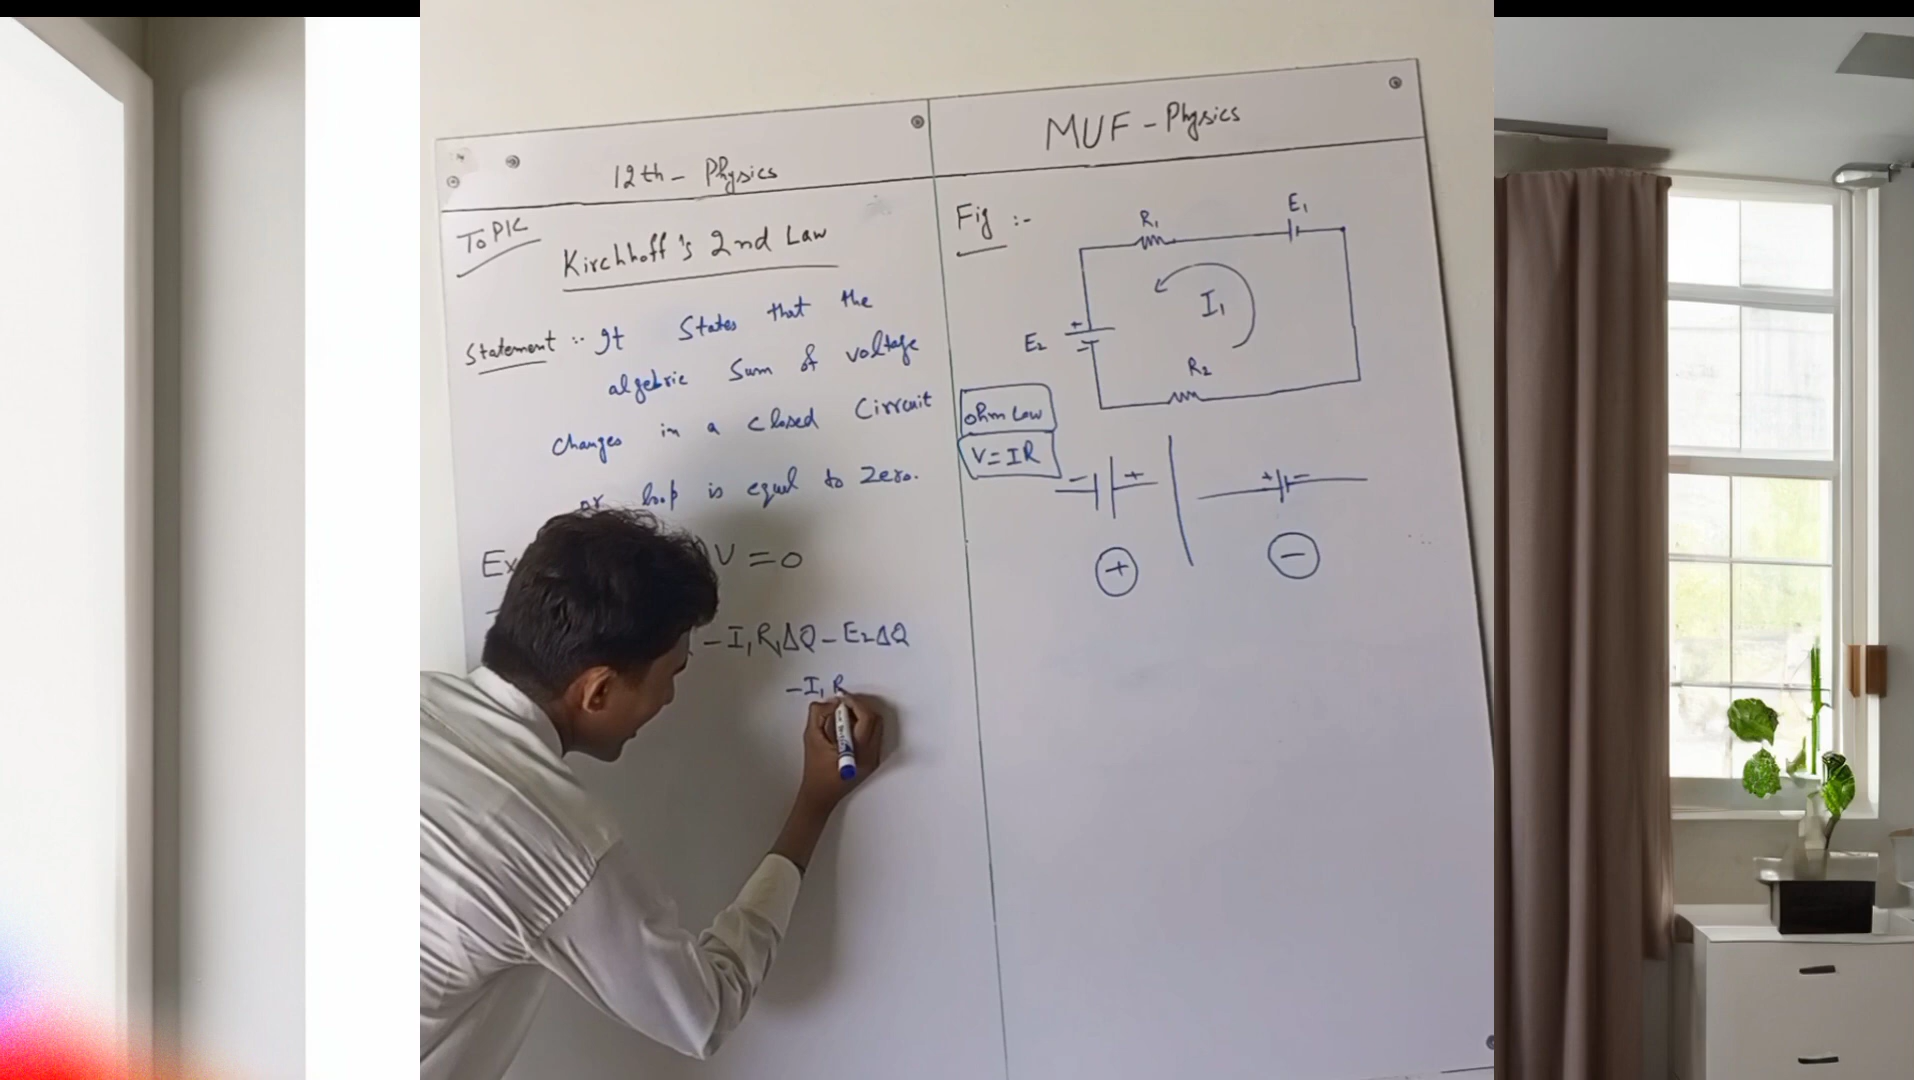 12th - Physics
TOPIC
Kirchhoff's 2nd Law
Statement :- It States that the
algebric Sum of voltage
changes in a closed Circuit
or loop is equal to Zero.
Ex
V = 0
- I₁R₁ΔQ - E₂ΔQ
- I₁R
MUF - Physics
Fig :-
R₁
E₁
I₁
+
E₂
-
R₂
ohm Law
V = IR
- +
+ -
+
-